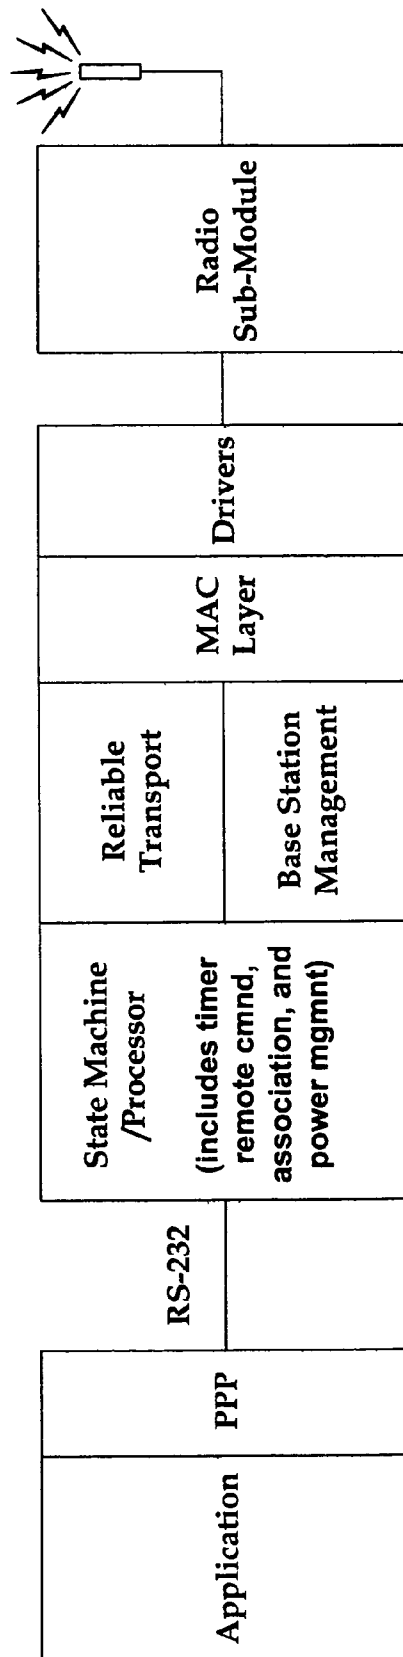 Application
PPP
RS-232
State Machine
/Processor
(includes timer
remote cmnd,
association, and
power mgmnt)
Reliable
Transport
Base Station
Management
MAC
Layer
Drivers
Radio
Sub-Module